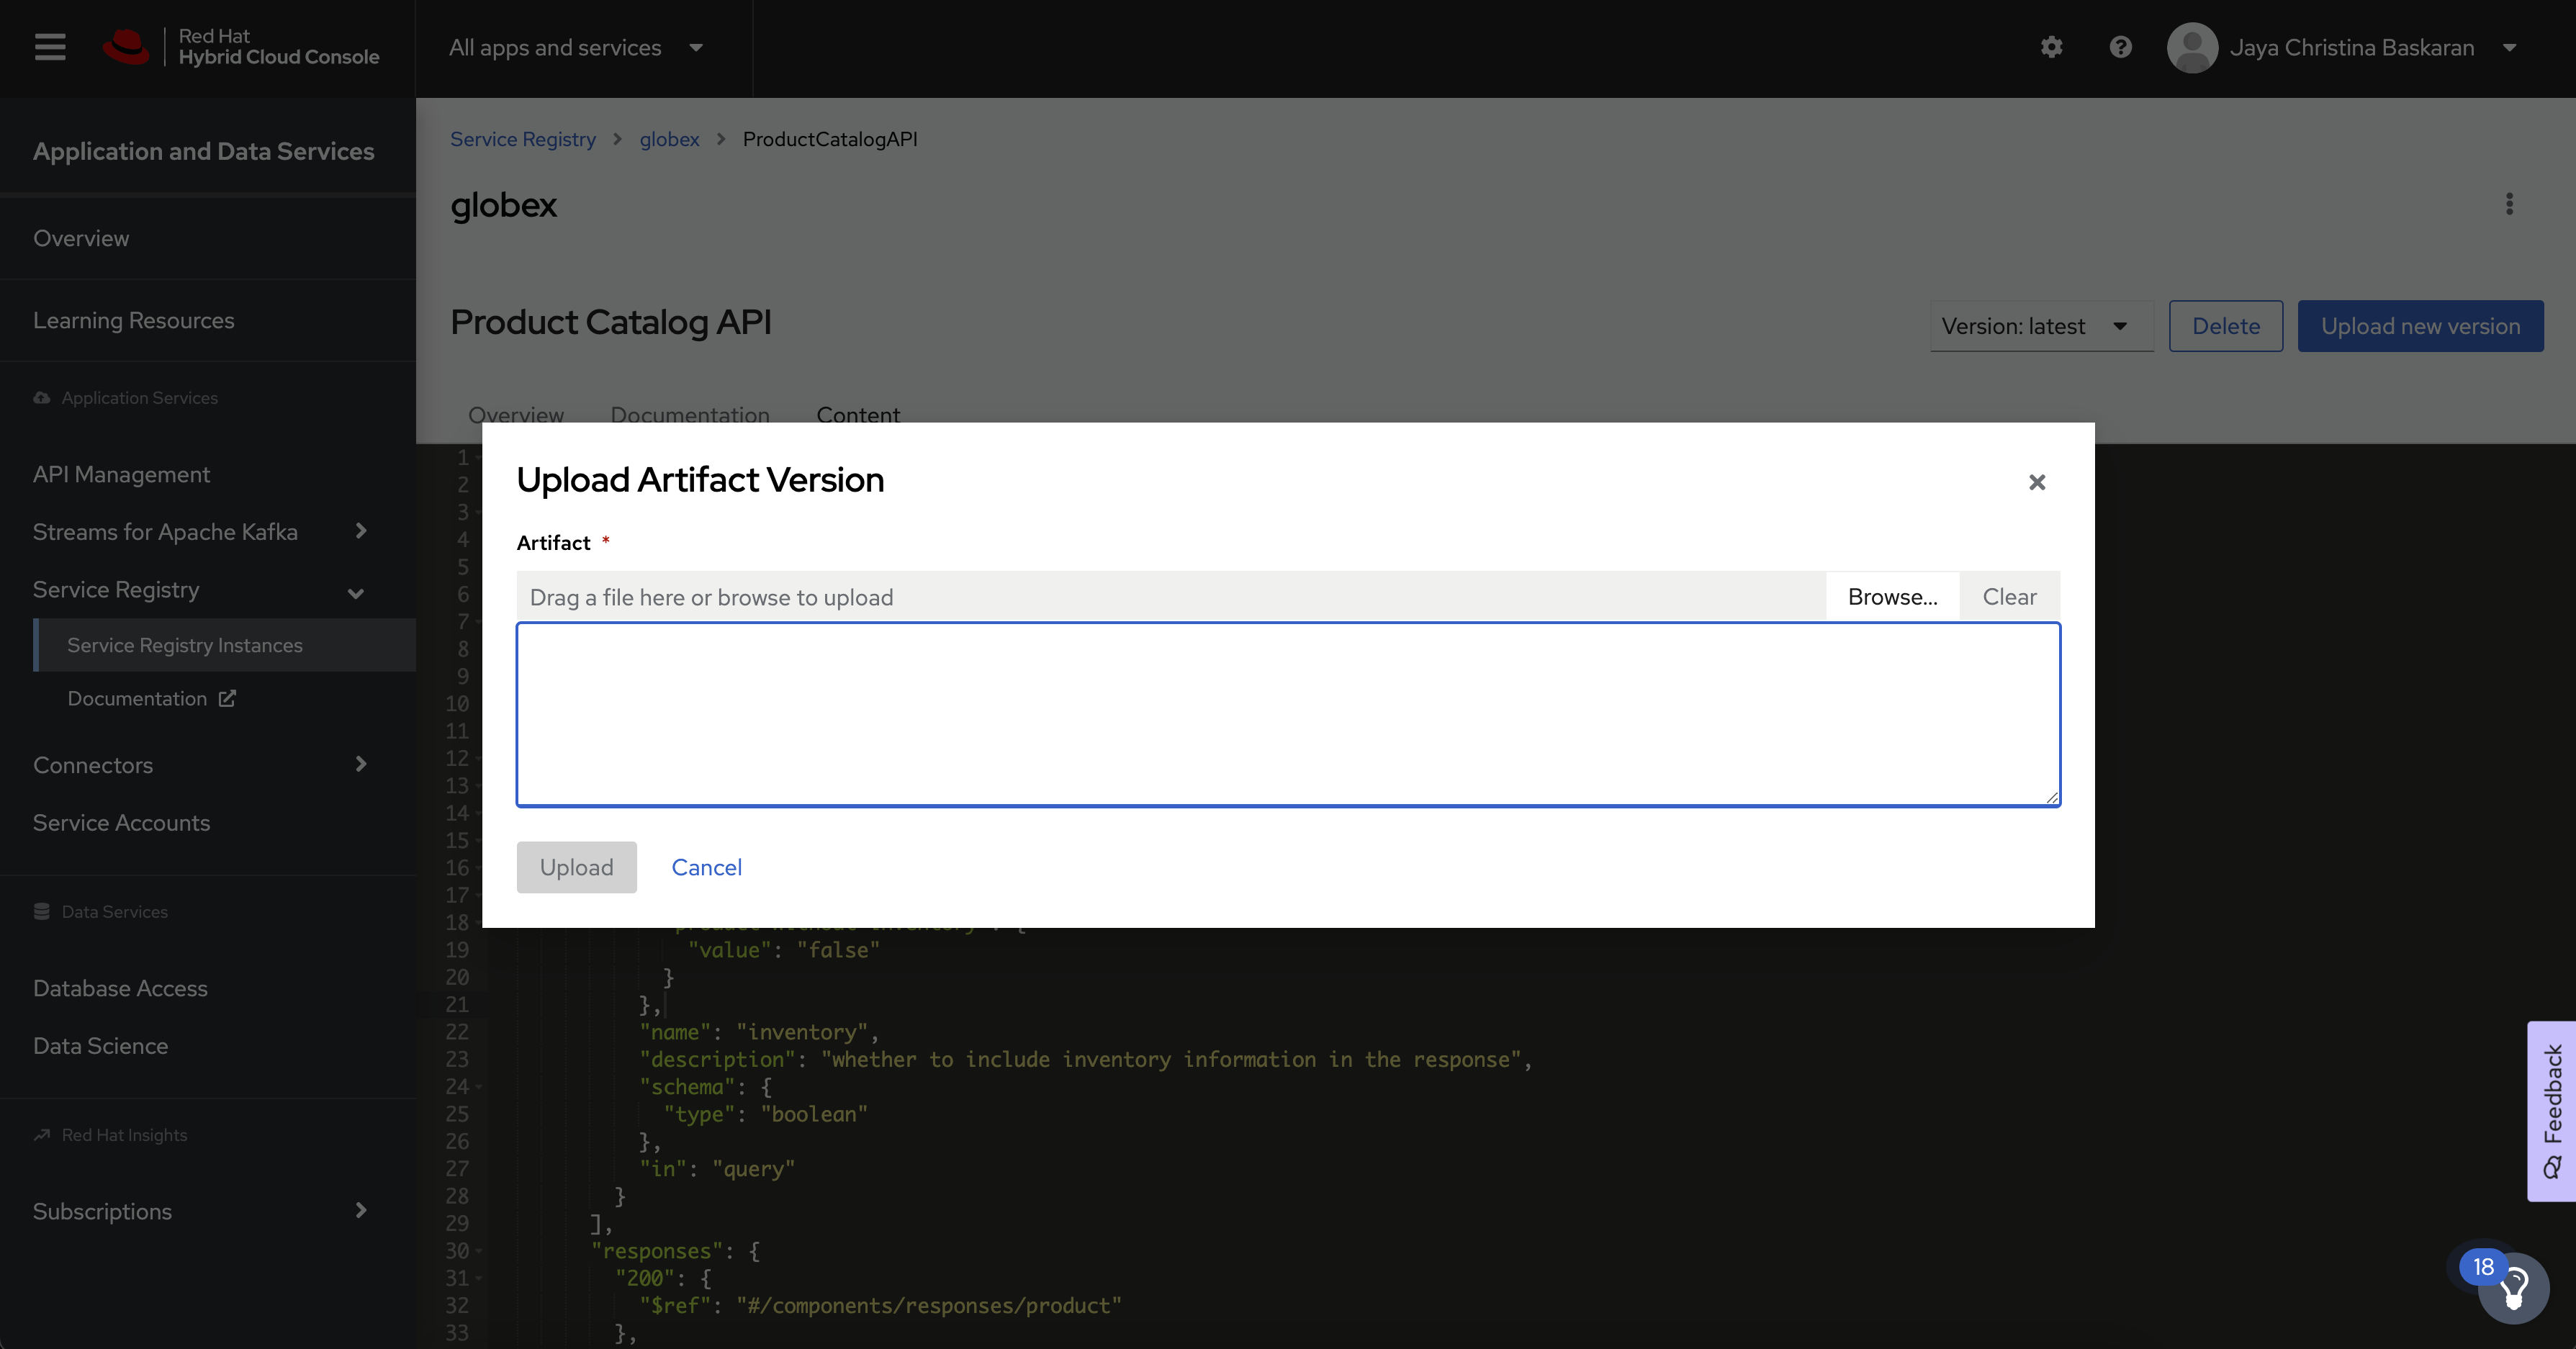 Red Hat
Hybrid Cloud Console
All apps and services
Jaya Christina Baskaran
Application and Data Services
Overview
Learning Resources
Application Services
API Management
Streams for Apache Kafka
Service Registry
Service Registry Instances
Documentation
Connectors
Service Accounts
Data Services
Database Access
Data Science
Red Hat Insights
Subscriptions
Service Registry > globex > ProductCatalogAPI
globex
Product Catalog API
Version: latest
Delete
Upload new version
Overview Documentation Content
Upload Artifact Version
Artifact *
Drag a file here or browse to upload
Browse...
Clear
Upload
Cancel
1
2
3
4
5
6
7
8
9
10
11
12
13
14
15
16
17
18
19 "value": "false"
20 }
21 },
22 "name": "inventory",
23 "description": "whether to include inventory information in the response",
24 "schema": {
25 "type": "boolean"
26 },
27 "in": "query"
28 }
29 ],
30 "responses": {
31 "200": {
32 "$ref": "#/components/responses/product"
33 },
Feedback
18